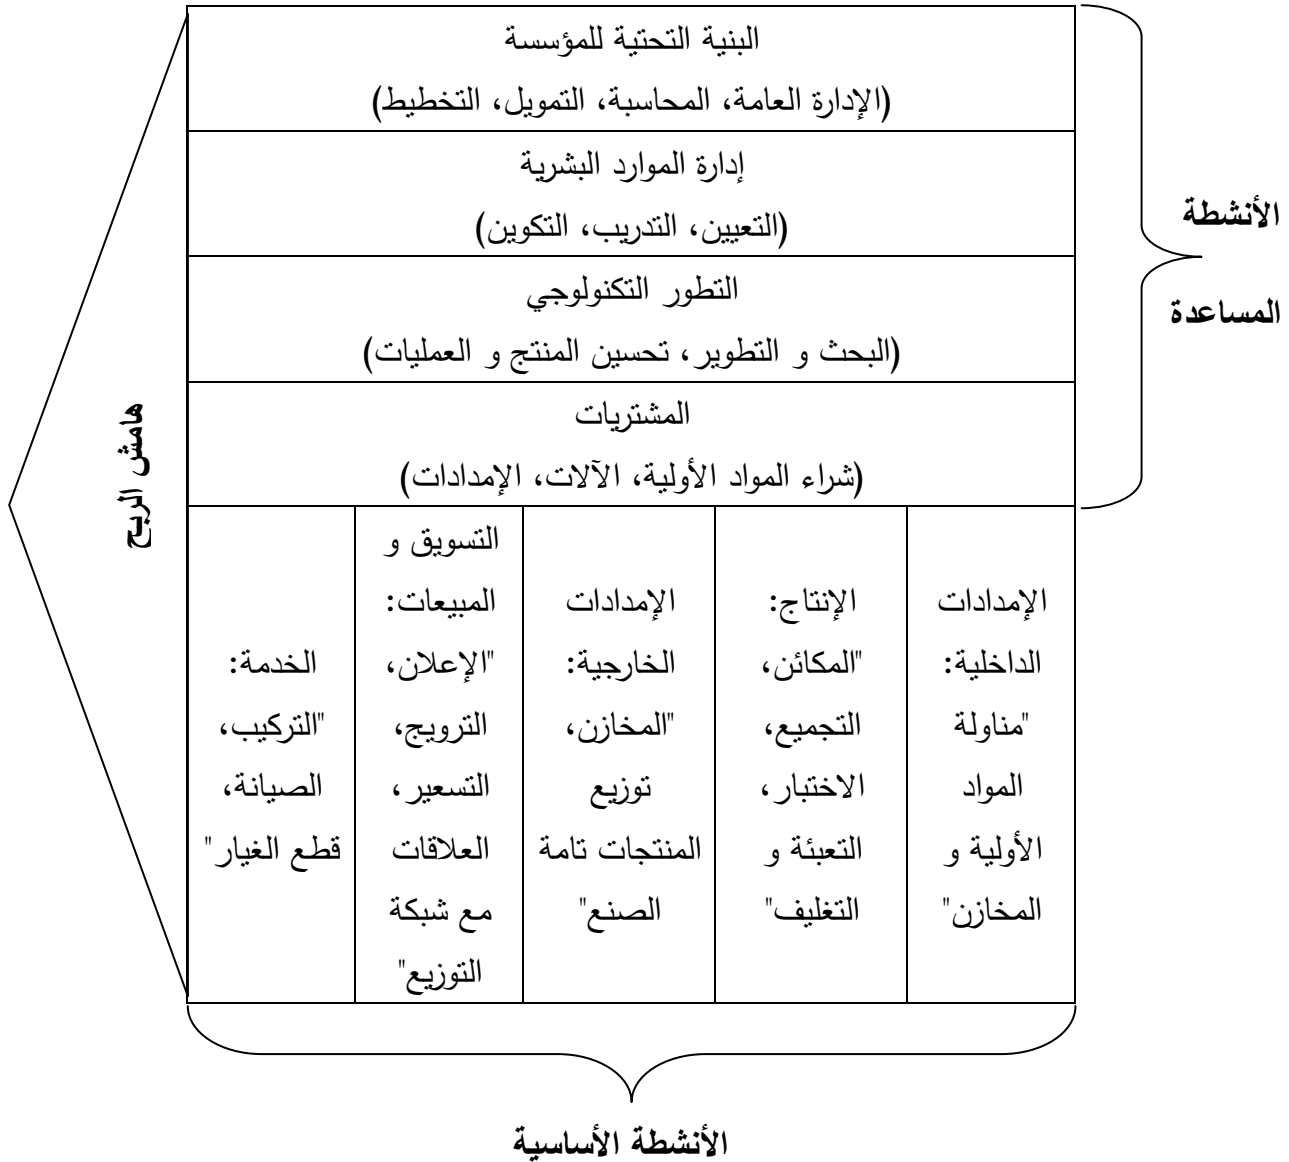 البنية التحتية للمؤسسة
(الإدارة العامة، المحاسبة، التمويل، التخطيط)
إدارة الموارد البشرية
(التعيين، التدريب، التكوين)
التطور التكنولوجي
(البحث و التطوير، تحسين المنتج و العمليات)
المشتريات
(شراء المواد الأولية، الآلات، الإمدادات)
الأنشطة
المساعدة
الإمدادات
الداخلية:
"مناولة
المواد
الأولية و
المخازن"
الإنتاج:
"المكائن،
التجميع،
الاختبار،
التعبئة و
التغليف"
الإمدادات
الخارجية:
"المخازن،
توزيع
المنتجات تامة
الصنع"
التسويق و
المبيعات:
"الإعلان،
الترويج،
التسعير،
العلاقات
مع شبكة
التوزيع"
الخدمة:
"التركيب،
الصيانة،
قطع الغيار"
هامش الربح
الأنشطة الأساسية